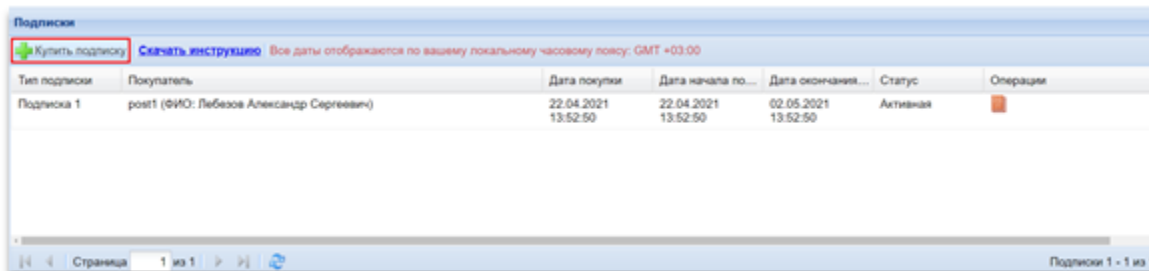 Подписки
Купить подписку Скачать инструкцию Все даты отображаются по вашему локальному часовому поясу: GMT +03:00
Тип подписки Покупатель Дата покупки Дата начала по... Дата окончания... Статус Операции
Подписка 1 post1 (ФИО: Лебезов Александр Сергеевич) 22.04.2021 22.04.2021 02.05.2021 Активная
13:52:50 13:52:50 13:52:50
Страница 1 из 1 Подписки 1 - 1 из